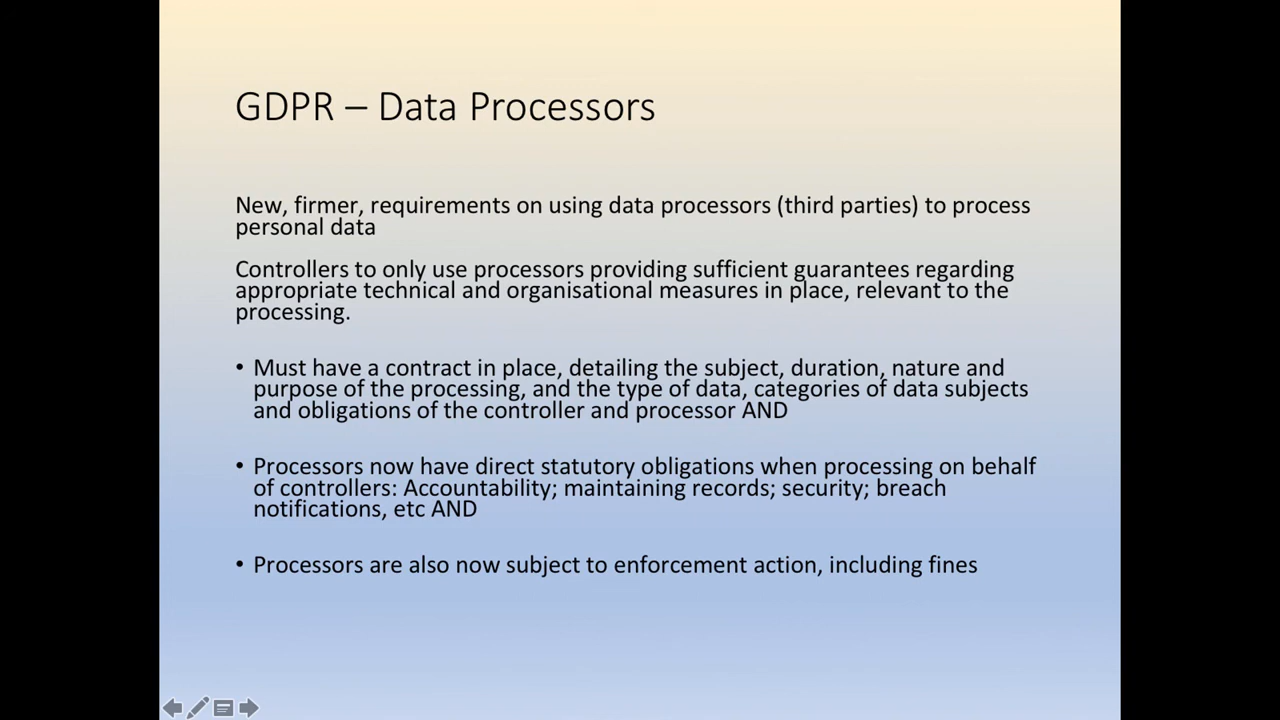 GDPR – Data Processors
New, firmer, requirements on using data processors (third parties) to process
personal data
Controllers to only use processors providing sufficient guarantees regarding
appropriate technical and organisational measures in place, relevant to the
processing.
• Must have a contract in place, detailing the subject, duration, nature and
purpose of the processing, and the type of data, categories of data subjects
and obligations of the controller and processor AND
• Processors now have direct statutory obligations when processing on behalf
of controllers: Accountability; maintaining records; security; breach
notifications, etc AND
• Processors are also now subject to enforcement action, including fines